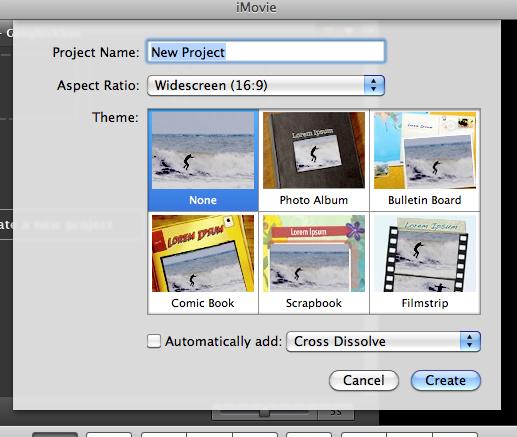 iMovie
Project Name: New Project
Aspect Ratio: Widescreen (16:9)
Theme:
Lorem Ipsum
Lorem Ipsum
None Photo Album Bulletin Board
LOREM IPSUM Lorem Ipsum Lorem Ipsum
Comic Book Scrapbook Filmstrip
ate a new project
Automatically add: Cross Dissolve
Cancel Create
5s